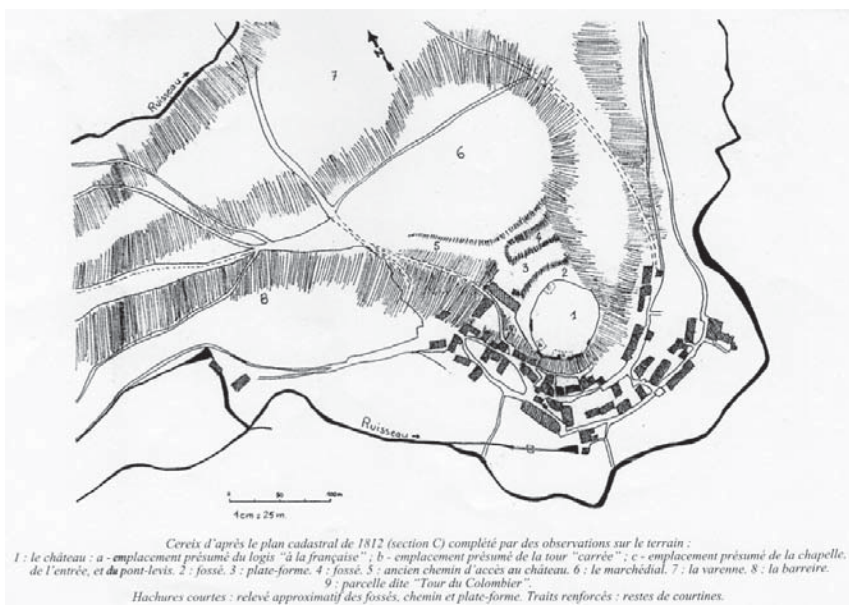 Ruisseau →
N
7
6
5
4
3
2
1
8
Ruisseau →
0 50 100m
1 cm = 25 m.
Cereix d'après le plan cadastral de 1812 (section C) complété par des observations sur le terrain :
1 : le château : a - emplacement présumé du logis "à la française" ; b - emplacement présumé de la tour "carrée" ; c - emplacement présumé de la chapelle,
de l'entrée, et du pont-levis. 2 : fossé. 3 : plate-forme. 4 : fossé. 5 : ancien chemin d'accès au château. 6 : le marchédial. 7 : la varenne. 8 : la barreire.
9 : parcelle dite "Tour du Colombier".
Hachures courtes : relevé approximatif des fossés, chemin et plate-forme. Traits renforcés : restes de courtines.